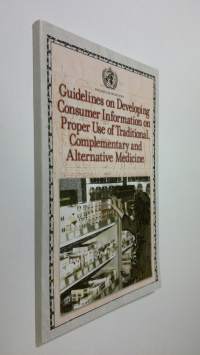 Guidelines on Developing
Consumer Information on
Proper Use of Traditional,
Complementary and
Alternative Medicine